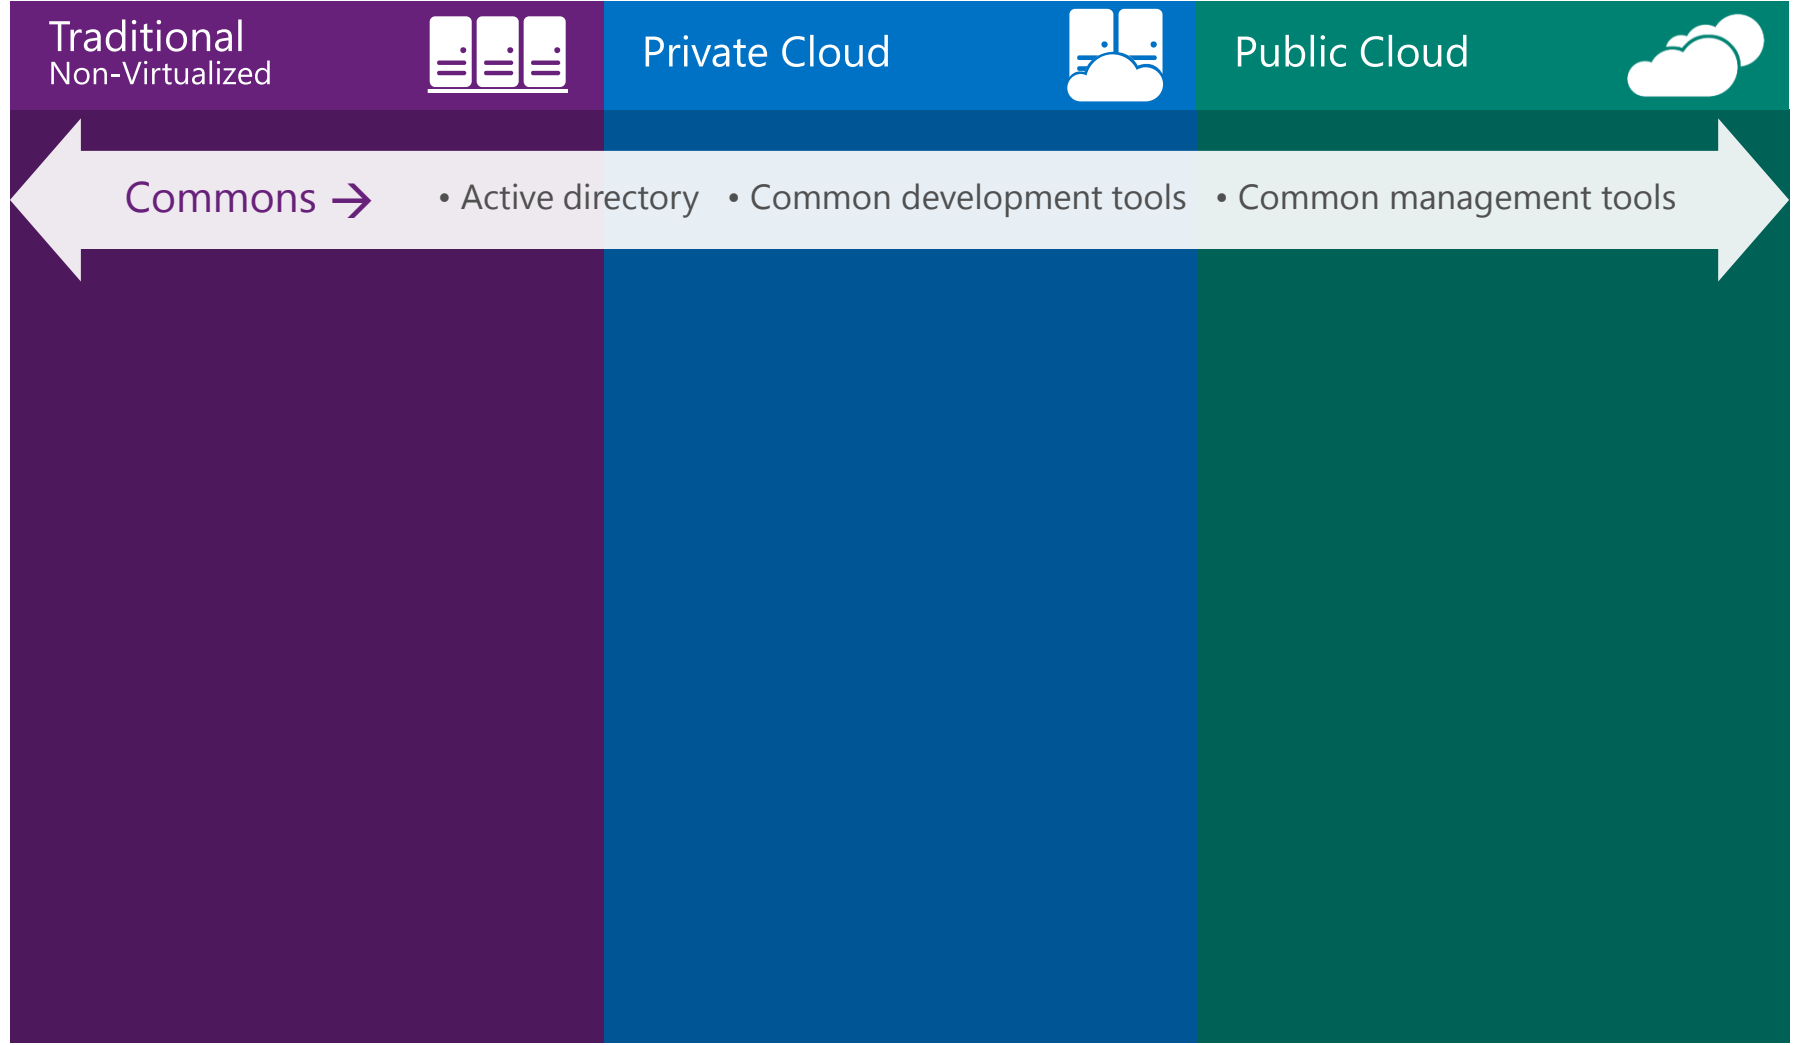 Traditional
Non-Virtualized
Private Cloud
Public Cloud
Commons → • Active directory • Common development tools • Common management tools